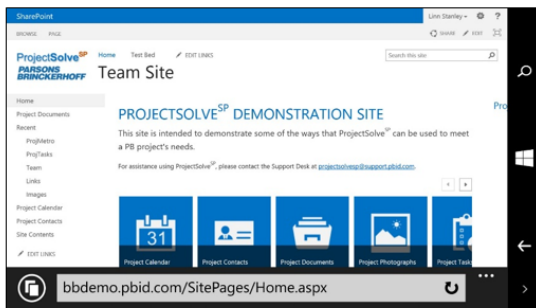 SharePoint
Linn Stanley
?
BROWSE PAGE
SHARE EDIT
ProjectSolve SP
PARSONS
BRINCKERHOFF
Home Test Bed EDIT LINKS
Search this site
Team Site
Home
Project Documents
Recent
ProjMetro
ProjTasks
Team
Links
Images
Project Calendar
Project Contacts
Site Contents
EDIT LINKS
PROJECTSOLVE SP DEMONSTRATION SITE
Pro
This site is intended to demonstrate some of the ways that ProjectSolve SP can be used to meet
a PB project's needs.
For assistance using ProjectSolve SP, please contact the Support Desk at projectsolvesp@support.pbid.com.
31
Project Calendar
Project Contacts
Project Documents
Project Photographs
Project Tasks
bbdemo.pbid.com/SitePages/Home.aspx